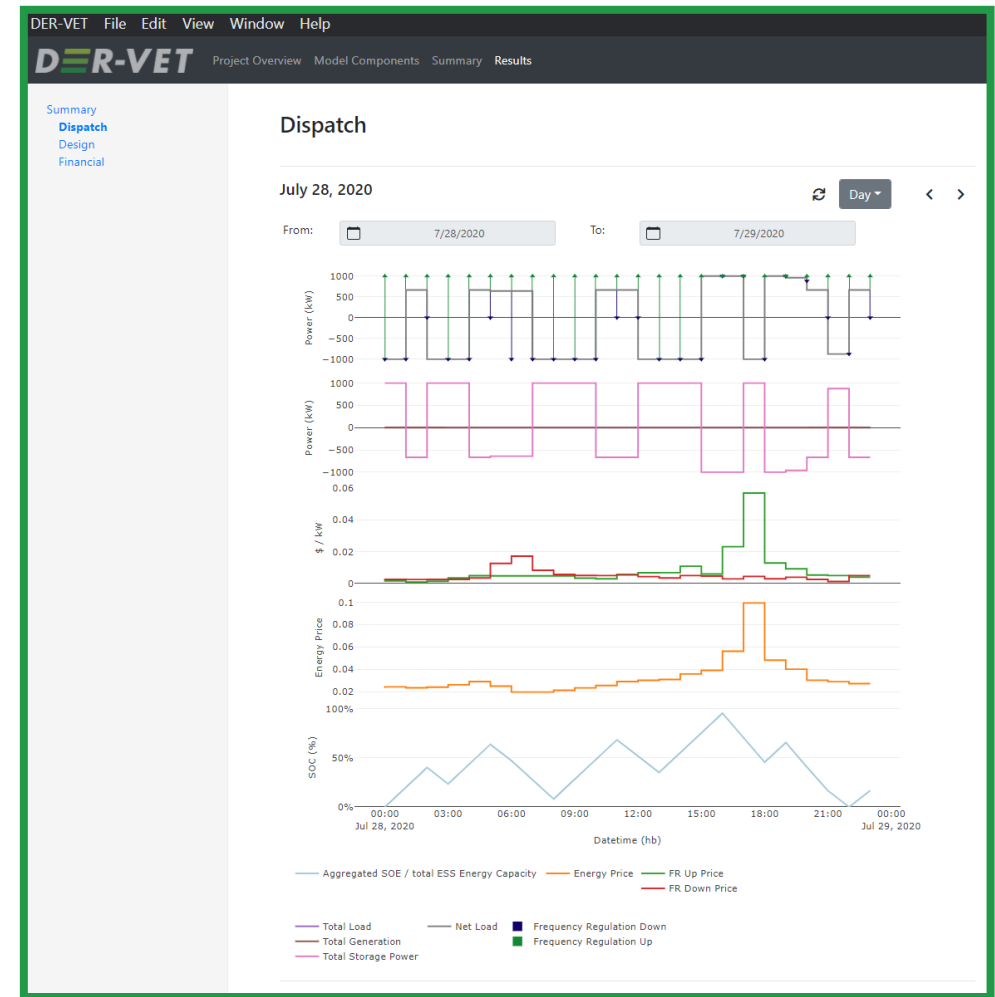 DER-VET File Edit View Window Help
DER-VET Project Overview Model Components Summary Results
Summary
Dispatch
Design
Financial
Dispatch
July 28, 2020
Day
From: 7/28/2020 To: 7/29/2020
Power (kW)
1000
500
0
−500
−1000
Power (kW)
1000
500
0
−500
−1000
$ / kW
0.06
0.04
0.02
0
Energy Price
0.1
0.08
0.06
0.04
0.02
SOC (%)
100%
50%
0%
00:00 03:00 06:00 09:00 12:00 15:00 18:00 21:00 00:00
Jul 28, 2020 Jul 29, 2020
Datetime (hb)
Aggregated SOE / total ESS Energy Capacity Energy Price FR Up Price
FR Down Price
Total Load Net Load Frequency Regulation Down
Total Generation Frequency Regulation Up
Total Storage Power